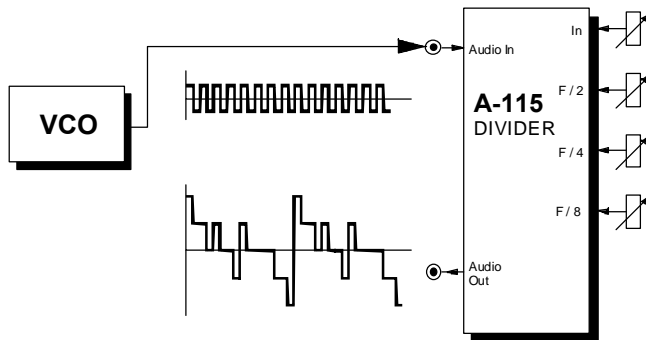 Audio In
In
VCO
A-115
DIVIDER
F / 2
F / 4
F / 8
Audio
Out